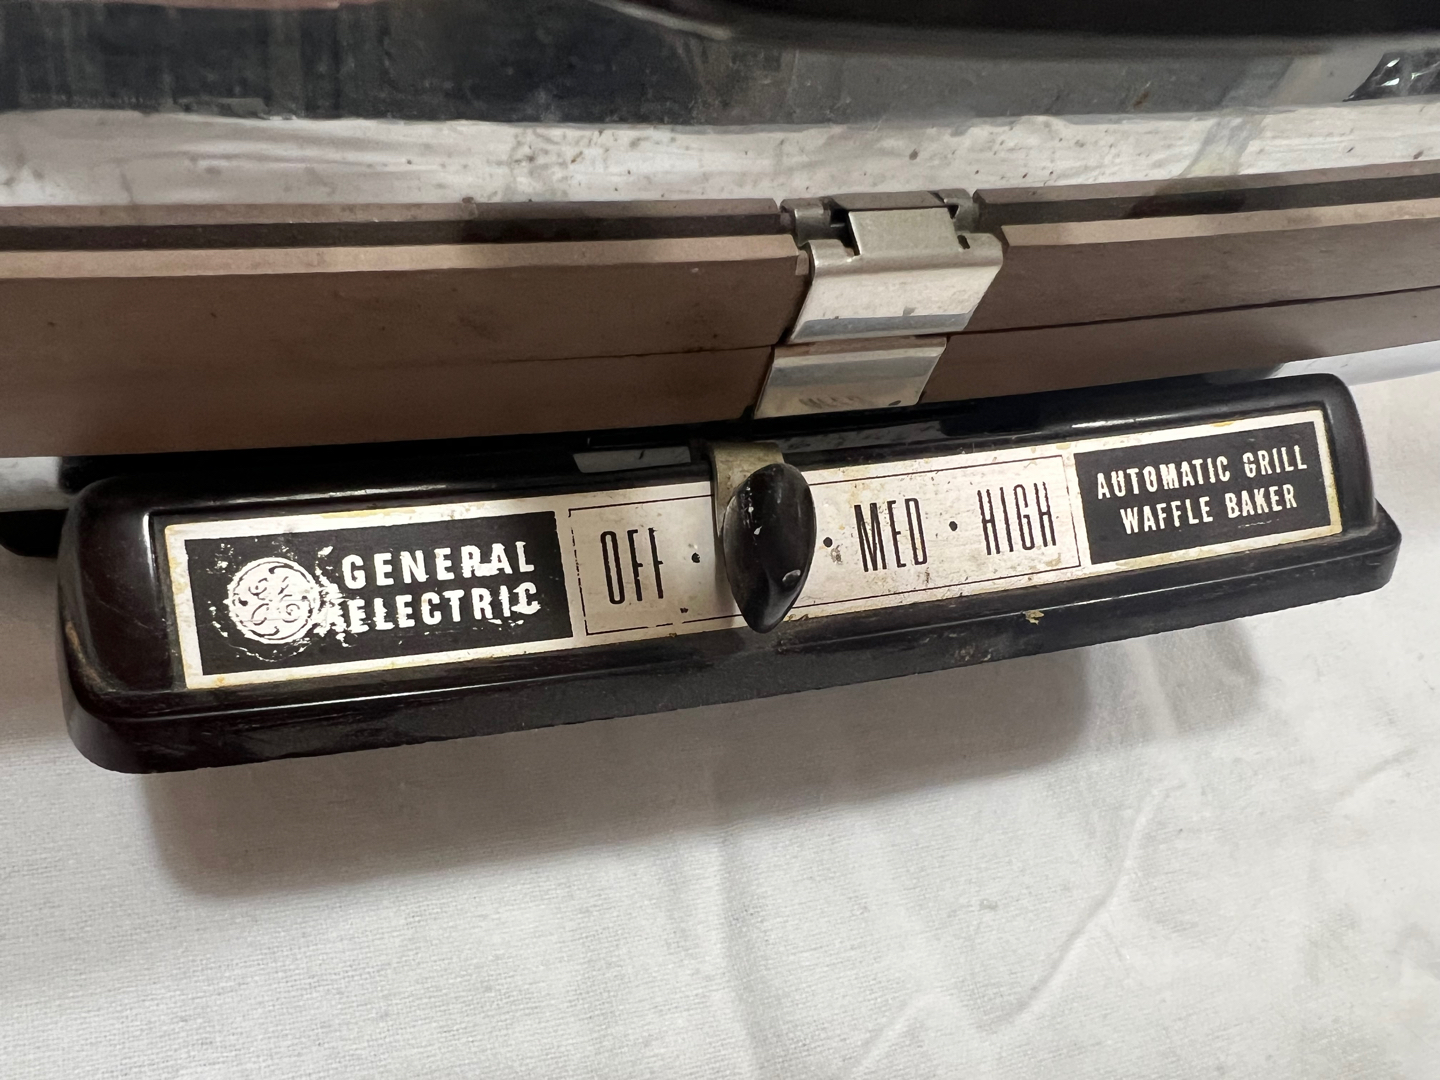 GENERAL
ELECTRIC
OFF · · MED · HIGH
AUTOMATIC GRILL
WAFFLE BAKER